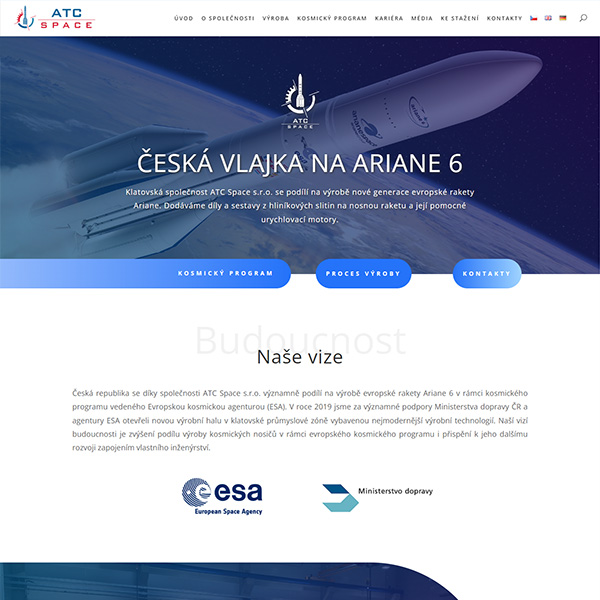 ATC
SPACE
ÚVOD O SPOLEČNOSTI VÝROBA KOSMICKÝ PROGRAM KARIÉRA MÉDIA KE STAŽENÍ KONTAKTY
arianegroup
ariane 6
ATC
SPACE
ČESKÁ VLAJKA NA ARIANE 6
Klatovská společnost ATC Space s.r.o. se podílí na výrobě nové generace evropské rakety
Ariane. Dodáváme díly a sestavy z hliníkových slitin na nosnou raketu a její pomocné
urychlovací motory.
KOSMICKÝ PROGRAM PROCES VÝROBY KONTAKTY
Budoucnost
Naše vize
Česká republika se díky společnosti ATC Space s.r.o. významně podílí na výrobě evropské rakety Ariane 6 v rámci kosmického
programu vedeného Evropskou kosmickou agenturou (ESA). V roce 2019 jsme za významné podpory Ministerstva dopravy ČR a
agentury ESA otevřeli novou výrobní halu v klatovské průmyslové zóně vybavenou nejmodernější výrobní technologií. Naší vizí
budoucnosti je zvýšení podílu výroby kosmických nosičů v rámci evropského kosmického programu i přispění k jeho dalšímu
rozvoji zapojením vlastního inženýrství.
esa
European Space Agency
Ministerstvo dopravy